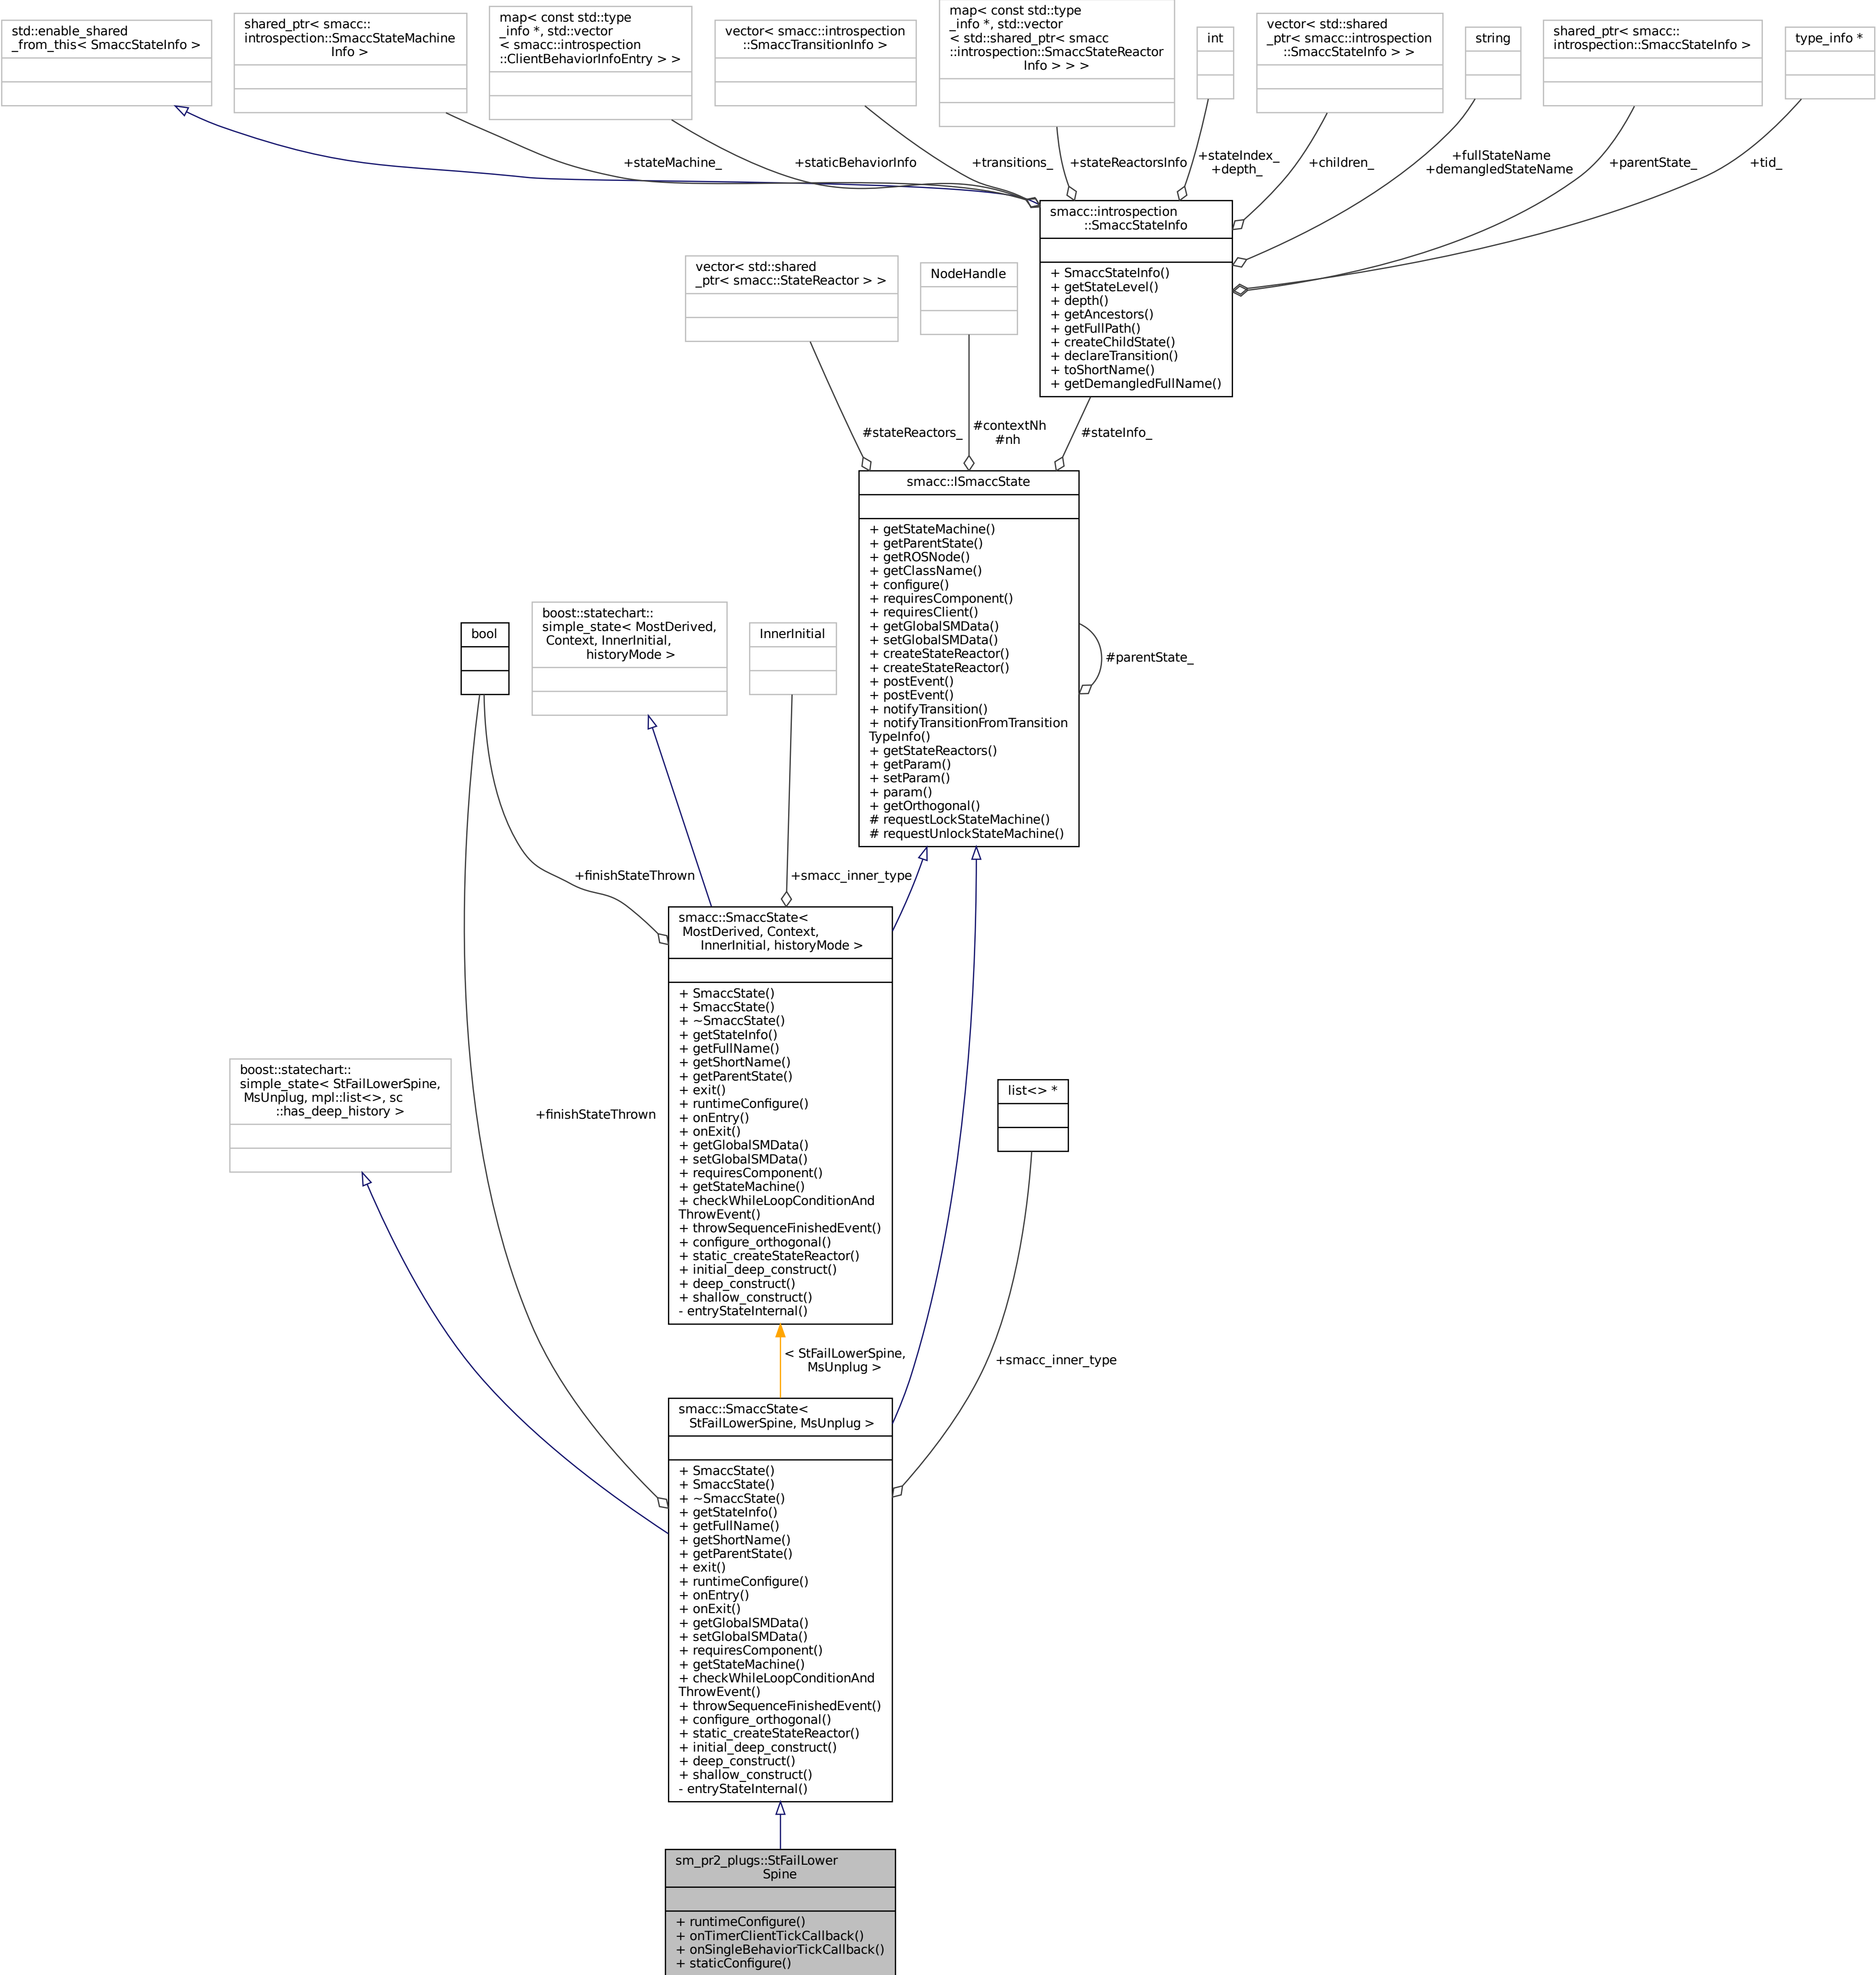 std::enable_shared
_from_this< SmaccStateInfo >
shared_ptr< smacc::
introspection::SmaccStateMachine
Info >
map< const std::type
_info *, std::vector
< smacc::introspection
::ClientBehaviorInfoEntry > >
vector< smacc::introspection
::SmaccTransitionInfo >
map< const std::type
_info *, std::vector
< std::shared_ptr< smacc
::introspection::SmaccStateReactor
Info > > >
int
vector< std::shared
_ptr< smacc::introspection
::SmaccStateInfo > >
string
shared_ptr< smacc::
introspection::SmaccStateInfo >
type_info *
+stateMachine_
+staticBehaviorInfo
+transitions_
+stateReactorsInfo
+stateIndex_
+depth_
+children_
+fullStateName
+demangledStateName
+parentState_
+tid_
smacc::introspection
::SmaccStateInfo
+ SmaccStateInfo()
+ getStateLevel()
+ depth()
+ getAncestors()
+ getFullPath()
+ createChildState()
+ declareTransition()
+ toShortName()
+ getDemangledFullName()
vector< std::shared
_ptr< smacc::StateReactor > >
NodeHandle
#stateReactors_
#contextNh
#nh
#stateInfo_
smacc::ISmaccState
+ getStateMachine()
+ getParentState()
+ getROSNode()
+ getClassName()
+ configure()
+ requiresComponent()
+ requiresClient()
+ getGlobalSMData()
+ setGlobalSMData()
+ createStateReactor()
+ createStateReactor()
+ postEvent()
+ postEvent()
+ notifyTransition()
+ notifyTransitionFromTransition
TypeInfo()
+ getStateReactors()
+ getParam()
+ setParam()
+ param()
+ getOrthogonal()
# requestLockStateMachine()
# requestUnlockStateMachine()
#parentState_
bool
boost::statechart::
simple_state< MostDerived,
Context, InnerInitial,
historyMode >
InnerInitial
+finishStateThrown
+smacc_inner_type
smacc::SmaccState<
MostDerived, Context,
InnerInitial, historyMode >
+ SmaccState()
+ SmaccState()
+ ~SmaccState()
+ getStateInfo()
+ getFullName()
+ getShortName()
+ getParentState()
+ exit()
+ runtimeConfigure()
+ onEntry()
+ onExit()
+ getGlobalSMData()
+ setGlobalSMData()
+ requiresComponent()
+ getStateMachine()
+ checkWhileLoopConditionAnd
ThrowEvent()
+ throwSequenceFinishedEvent()
+ configure_orthogonal()
+ static_createStateReactor()
+ initial_deep_construct()
+ deep_construct()
+ shallow_construct()
- entryStateInternal()
boost::statechart::
simple_state< StFailLowerSpine,
MsUnplug, mpl::list<>, sc
::has_deep_history >
+finishStateThrown
list<> *
< StFailLowerSpine,
MsUnplug >
+smacc_inner_type
smacc::SmaccState<
StFailLowerSpine, MsUnplug >
+ SmaccState()
+ SmaccState()
+ ~SmaccState()
+ getStateInfo()
+ getFullName()
+ getShortName()
+ getParentState()
+ exit()
+ runtimeConfigure()
+ onEntry()
+ onExit()
+ getGlobalSMData()
+ setGlobalSMData()
+ requiresComponent()
+ getStateMachine()
+ checkWhileLoopConditionAnd
ThrowEvent()
+ throwSequenceFinishedEvent()
+ configure_orthogonal()
+ static_createStateReactor()
+ initial_deep_construct()
+ deep_construct()
+ shallow_construct()
- entryStateInternal()
sm_pr2_plugs::StFailLower
Spine
+ runtimeConfigure()
+ onTimerClientTickCallback()
+ onSingleBehaviorTickCallback()
+ staticConfigure()